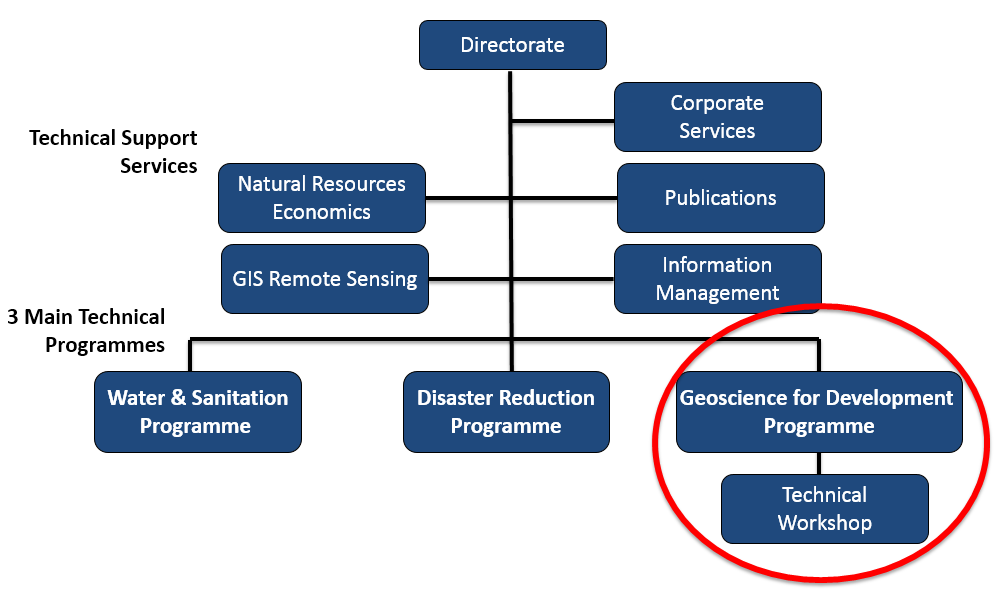 Directorate
Corporate
Services
Technical Support
Services
Natural Resources
Economics
Publications
GIS Remote Sensing
Information
Management
3 Main Technical
Programmes
Water & Sanitation
Programme
Disaster Reduction
Programme
Geoscience for Development
Programme
Technical
Workshop